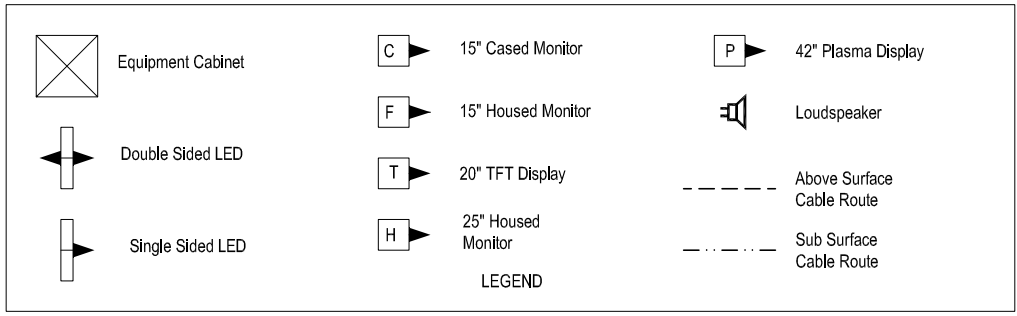 Equipment Cabinet
Double Sided LED
Single Sided LED
C
15" Cased Monitor
F
15" Housed Monitor
T
20" TFT Display
H
25" Housed
Monitor
LEGEND
P
42" Plasma Display
Loudspeaker
Above Surface
Cable Route
Sub Surface
Cable Route